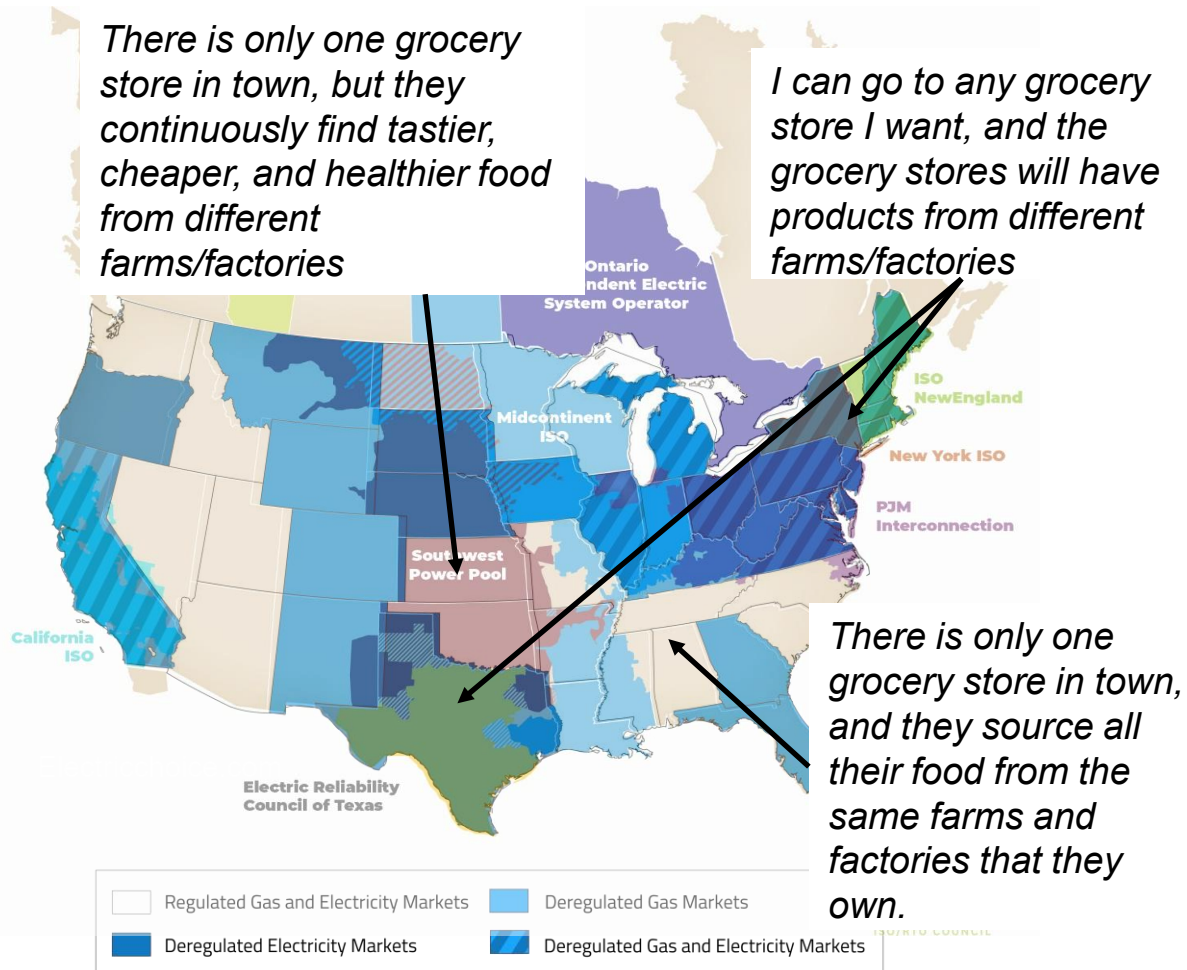 There is only one grocery
store in town, but they
continuously find tastier,
cheaper, and healthier food
from different
farms/factories
I can go to any grocery
store I want, and the
grocery stores will have
products from different
farms/factories
Ontario
ndent Electric
System Operator
ISO
NewEngland
Midcontinent
ISO
New York ISO
PJM
Interconnection
Southwest
Power Pool
California
ISO
There is only one
grocery store in town,
and they source all
their food from the
same farms and
factories that they
own.
Electric Reliability
Council of Texas
Regulated Gas and Electricity Markets
Deregulated Gas Markets
Deregulated Electricity Markets
Deregulated Gas and Electricity Markets
ISO/RTO COUNCIL